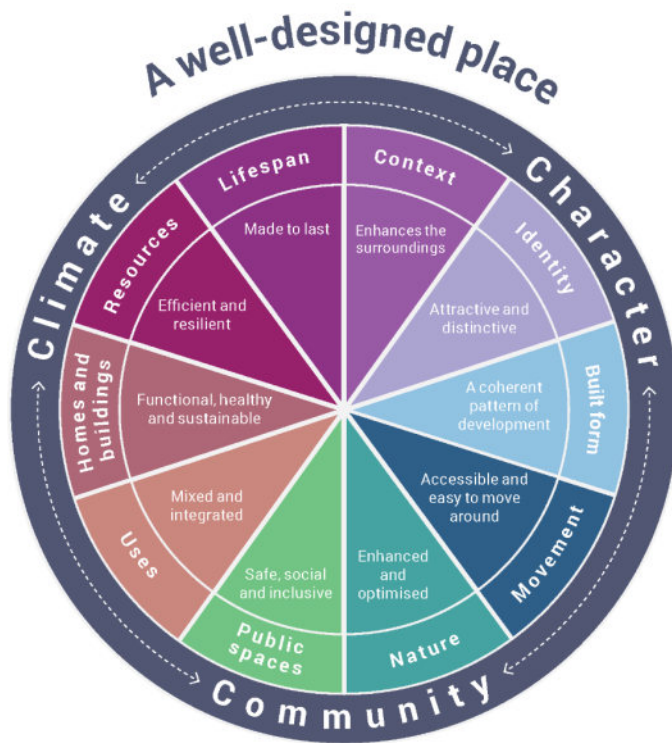 A well-designed place
Climate
Character
Community
Context
Enhances the
surroundings
Identity
Attractive and
distinctive
Built form
A coherent
pattern of
development
Movement
Accessible and
easy to move
around
Nature
Enhanced
and
optimised
Public
spaces
Safe, social
and inclusive
Uses
Mixed and
integrated
Homes and
buildings
Functional, healthy
and sustainable
Resources
Efficient and
resilient
Lifespan
Made to last